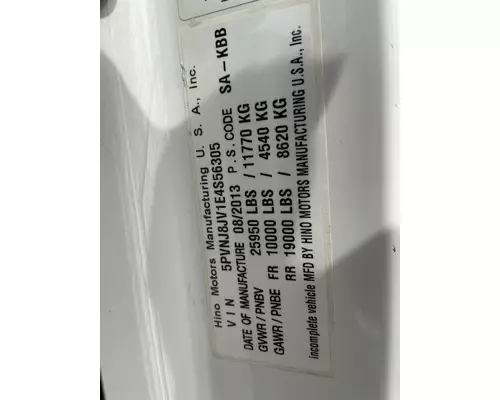 Hino Motors Manufacturing U. S. A., Inc.
VIN 5PVNJ8JV1E4S56305
DATE OF MANUFACTURE 08/2013 P.S. CODE SA-KBB
GVWR/PNBV 25950 LBS / 11770 KG
GAWR/PNBE FR 10000 LBS / 4540 KG
RR 19000 LBS / 8620 KG
incomplete vehicle MFD BY HINO MOTORS MANUFACTURING U.S.A., Inc.